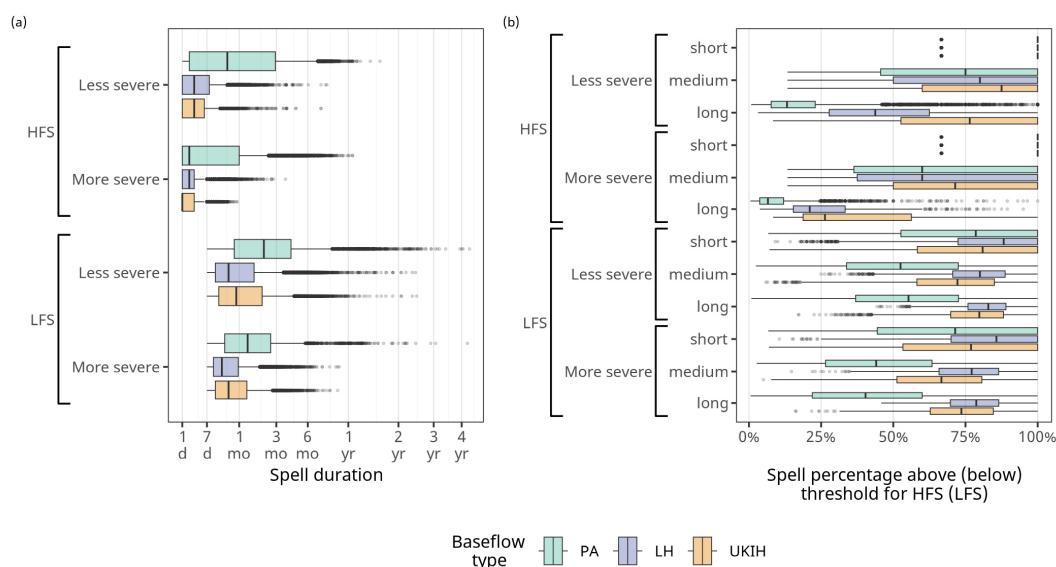 (a)
HFS
Less severe
More severe
LFS
Less severe
More severe
1 d
7 d
1 mo
3 mo
6 mo
1 yr
2 yr
3 yr
4 yr
Spell duration
(b)
HFS
Less severe
short
medium
long
More severe
short
medium
long
LFS
Less severe
short
medium
long
More severe
short
medium
long
0%
25%
50%
75%
100%
Spell percentage above (below)
threshold for HFS (LFS)
Baseflow
type
PA
LH
UKIH